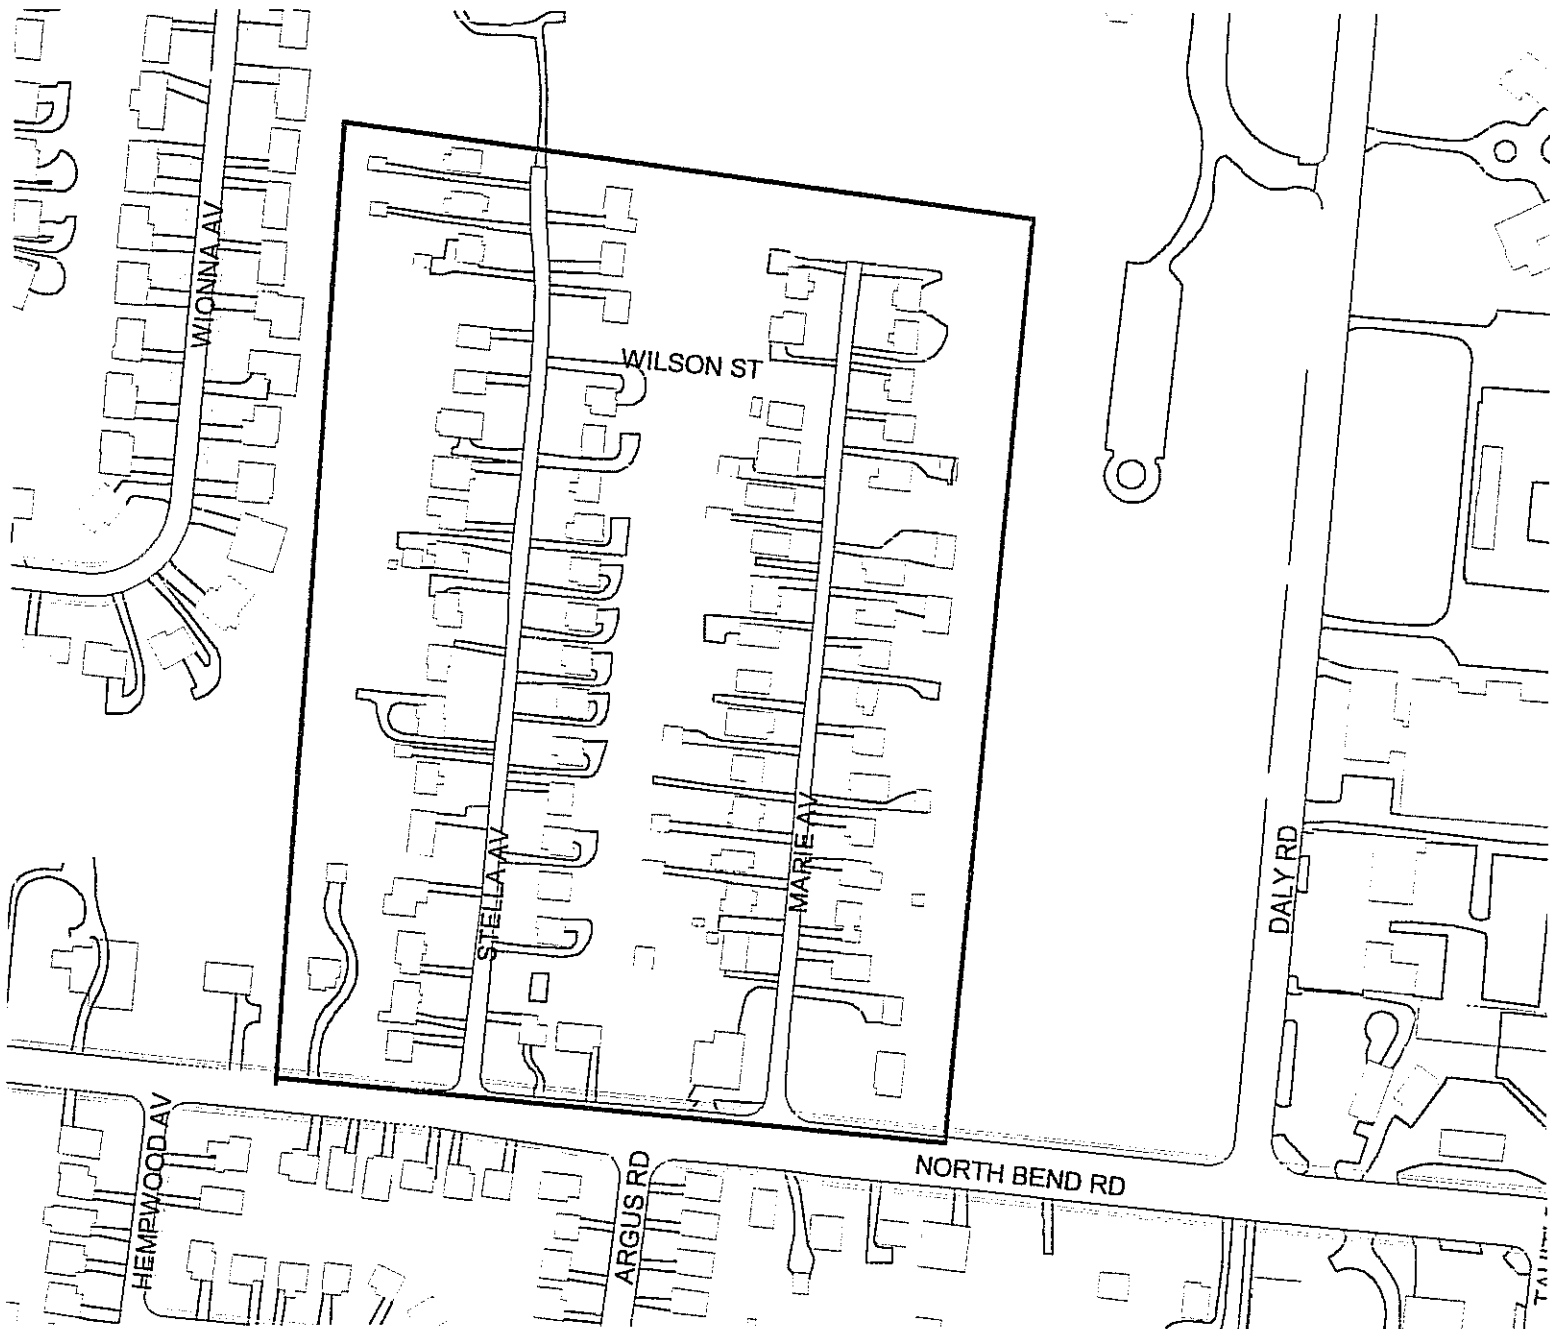 WIONNA AV
WILSON ST
STELLA AV
MARIE AV
DALY RD
HEMPWOOD AV
ARGUS RD
NORTH BEND RD